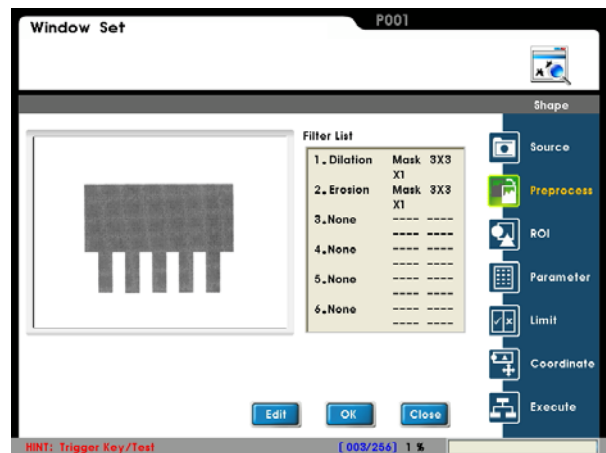 Window Set
P001
Shape
Filter List
1. Dilation Mask 3X3
X1
2. Erosion Mask 3X3
X1
3. None ---- ----
---- ----
4. None ---- ----
---- ----
5. None ---- ----
---- ----
6. None ---- ----
---- ----
Source
Preprocess
ROI
Parameter
Limit
Coordinate
Execute
Edit OK Close
HINT: Trigger Key/Test [003/256] 1 %